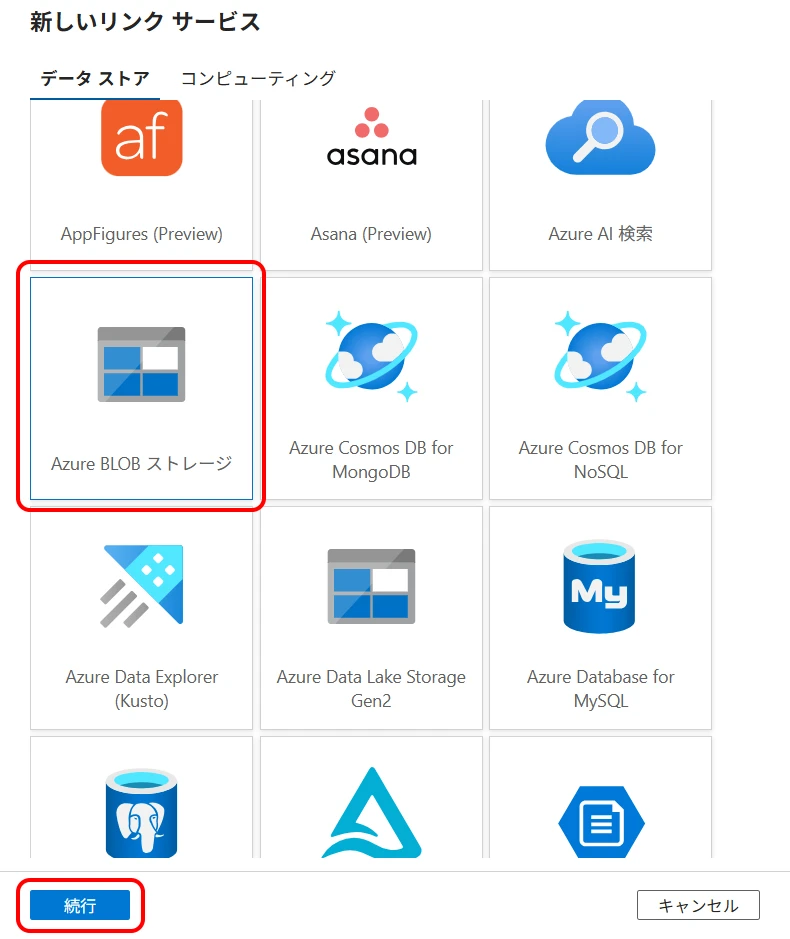 新しいリンク サービス
データ ストア
コンピューティング
af
asana
AppFigures (Preview)
Asana (Preview)
Azure AI 検索
Azure BLOB ストレージ
Azure Cosmos DB for
MongoDB
Azure Cosmos DB for
NoSQL
My
Azure Data Explorer
(Kusto)
Azure Data Lake Storage
Gen2
Azure Database for
MySQL
続行
キャンセル